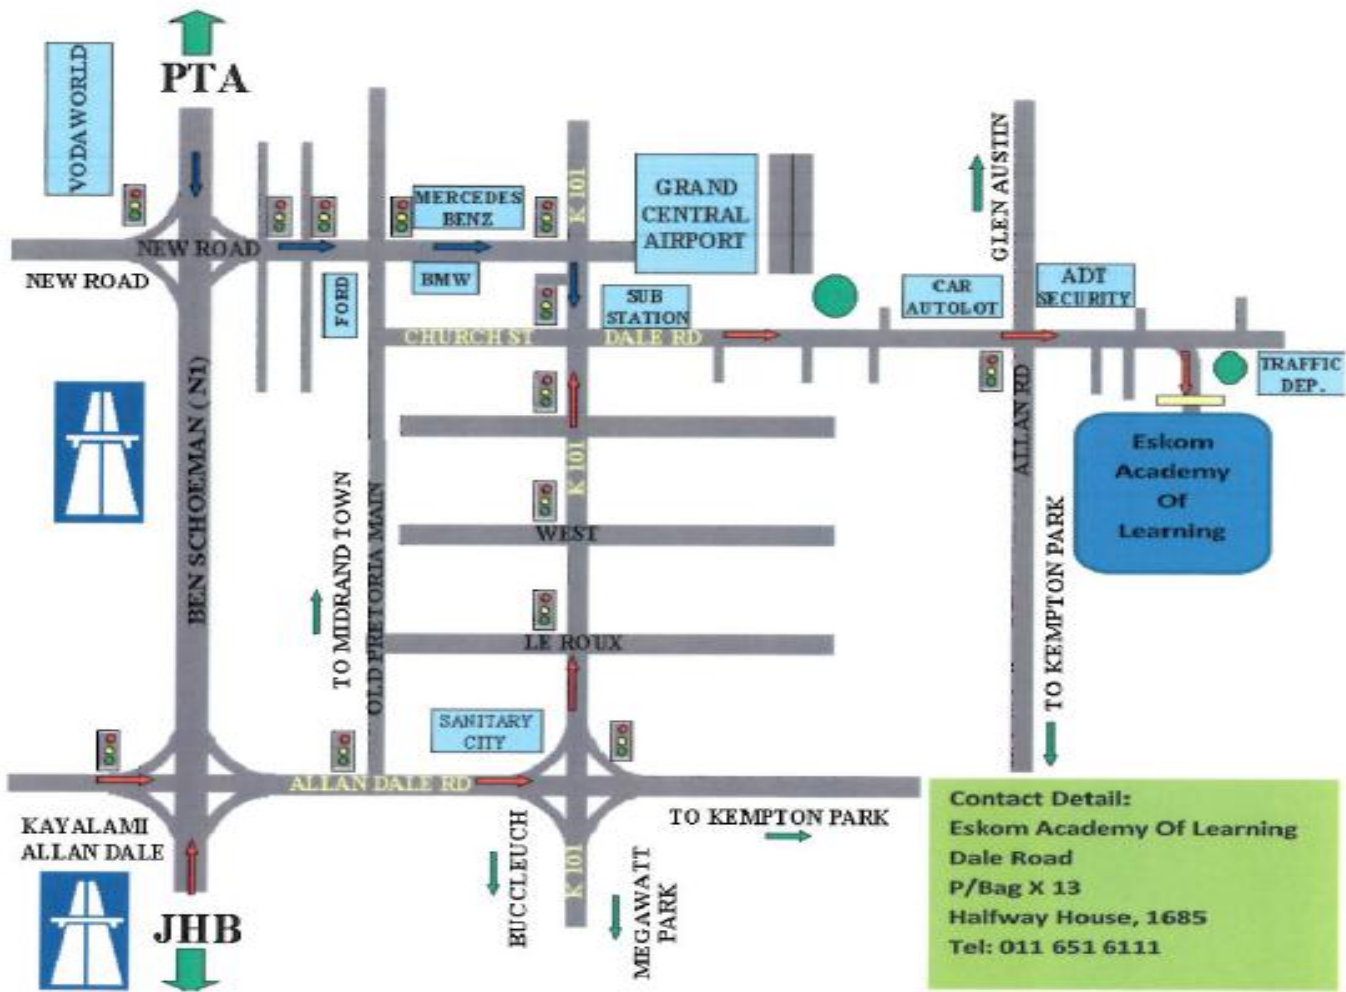 PTA
VODAWORLD
MERCEDES
BENZ
K 101
GRAND
CENTRAL
AIRPORT
GLEN AUSTIN
NEW ROAD
NEW ROAD
FORD
BMW
SUB
STATION
CAR
AUTOLOT
ADT
SECURITY
CHURCH ST
DALE RD
TRAFFIC
DEP.
BEN SCHOEMAN ( N1)
ALLAN RD
K 101
Eskom
Academy
Of
Learning
TO MIDRAND TOWN
OLD PRETORIA MAIN
WEST
TO KEMPTON PARK
LE ROUX
SANITARY
CITY
ALLAN DALE RD
KAYALAMI
ALLAN DALE
TO KEMPTON PARK
BUCCLEUCH
K 101
MEGAWATT
PARK
JHB
Contact Detail:
Eskom Academy Of Learning
Dale Road
P/Bag X 13
Halfway House, 1685
Tel: 011 651 6111